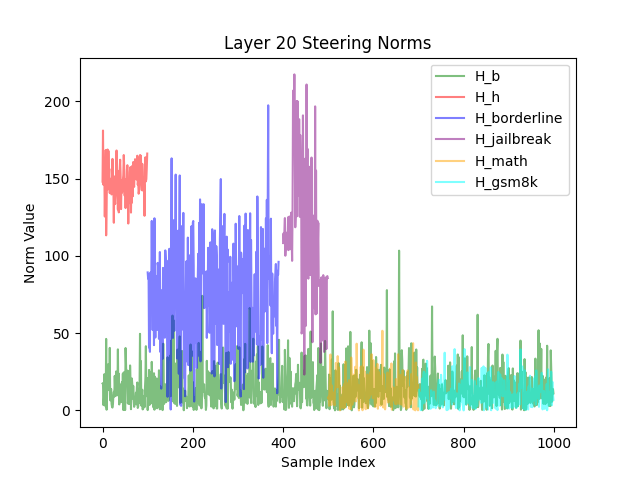 Layer 20 Steering Norms
H_b
H_h
H_borderline
H_jailbreak
H_math
H_gsm8k
Norm Value
200
150
100
50
0
0 200 400 600 800 1000
Sample Index